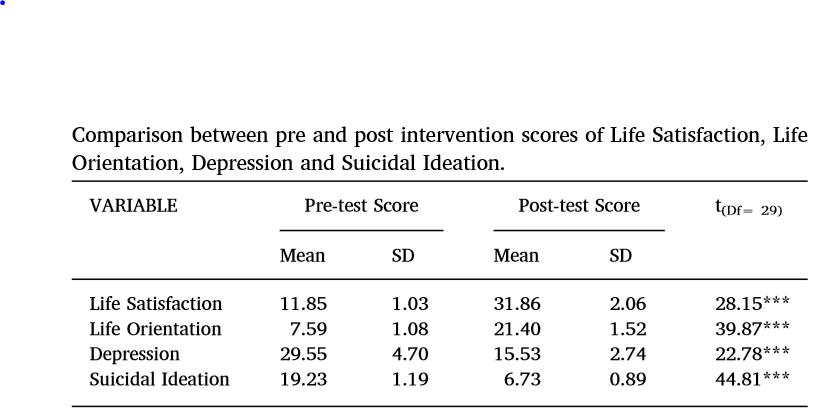 Comparison between pre and post intervention scores of Life Satisfaction, Life
Orientation, Depression and Suicidal Ideation.
VARIABLE Pre-test Score Post-test Score t(Df= 29)
Mean SD Mean SD
Life Satisfaction 11.85 1.03 31.86 2.06 28.15***
Life Orientation 7.59 1.08 21.40 1.52 39.87***
Depression 29.55 4.70 15.53 2.74 22.78***
Suicidal Ideation 19.23 1.19 6.73 0.89 44.81***